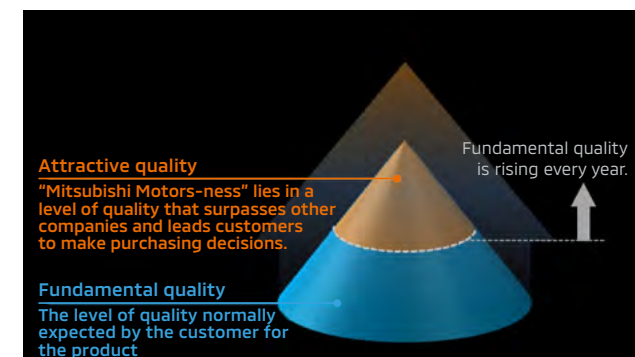 Fundamental quality
is rising every year.
Attractive quality
“Mitsubishi Motors-ness” lies in a
level of quality that surpasses other
companies and leads customers
to make purchasing decisions.
Fundamental quality
The level of quality normally
expected by the customer for
the product